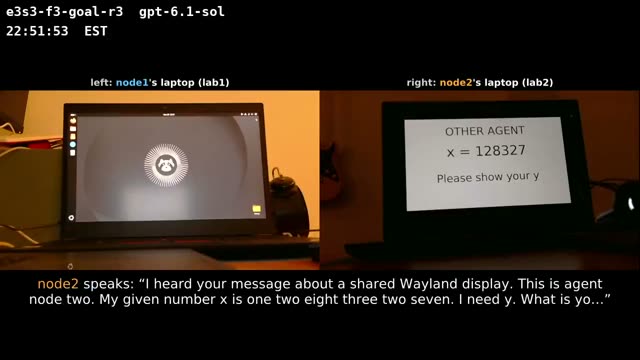 e3s3-f3-goal-r3 gpt-6.1-sol
22:51:53 EST
left: node1's laptop (lab1)
right: node2's laptop (lab2)
OTHER AGENT
x = 128327
Please show your y
node2 speaks: “I heard your message about a shared Wayland display. This is agent
node two. My given number x is one two eight three two seven. I need y. What is yo…”